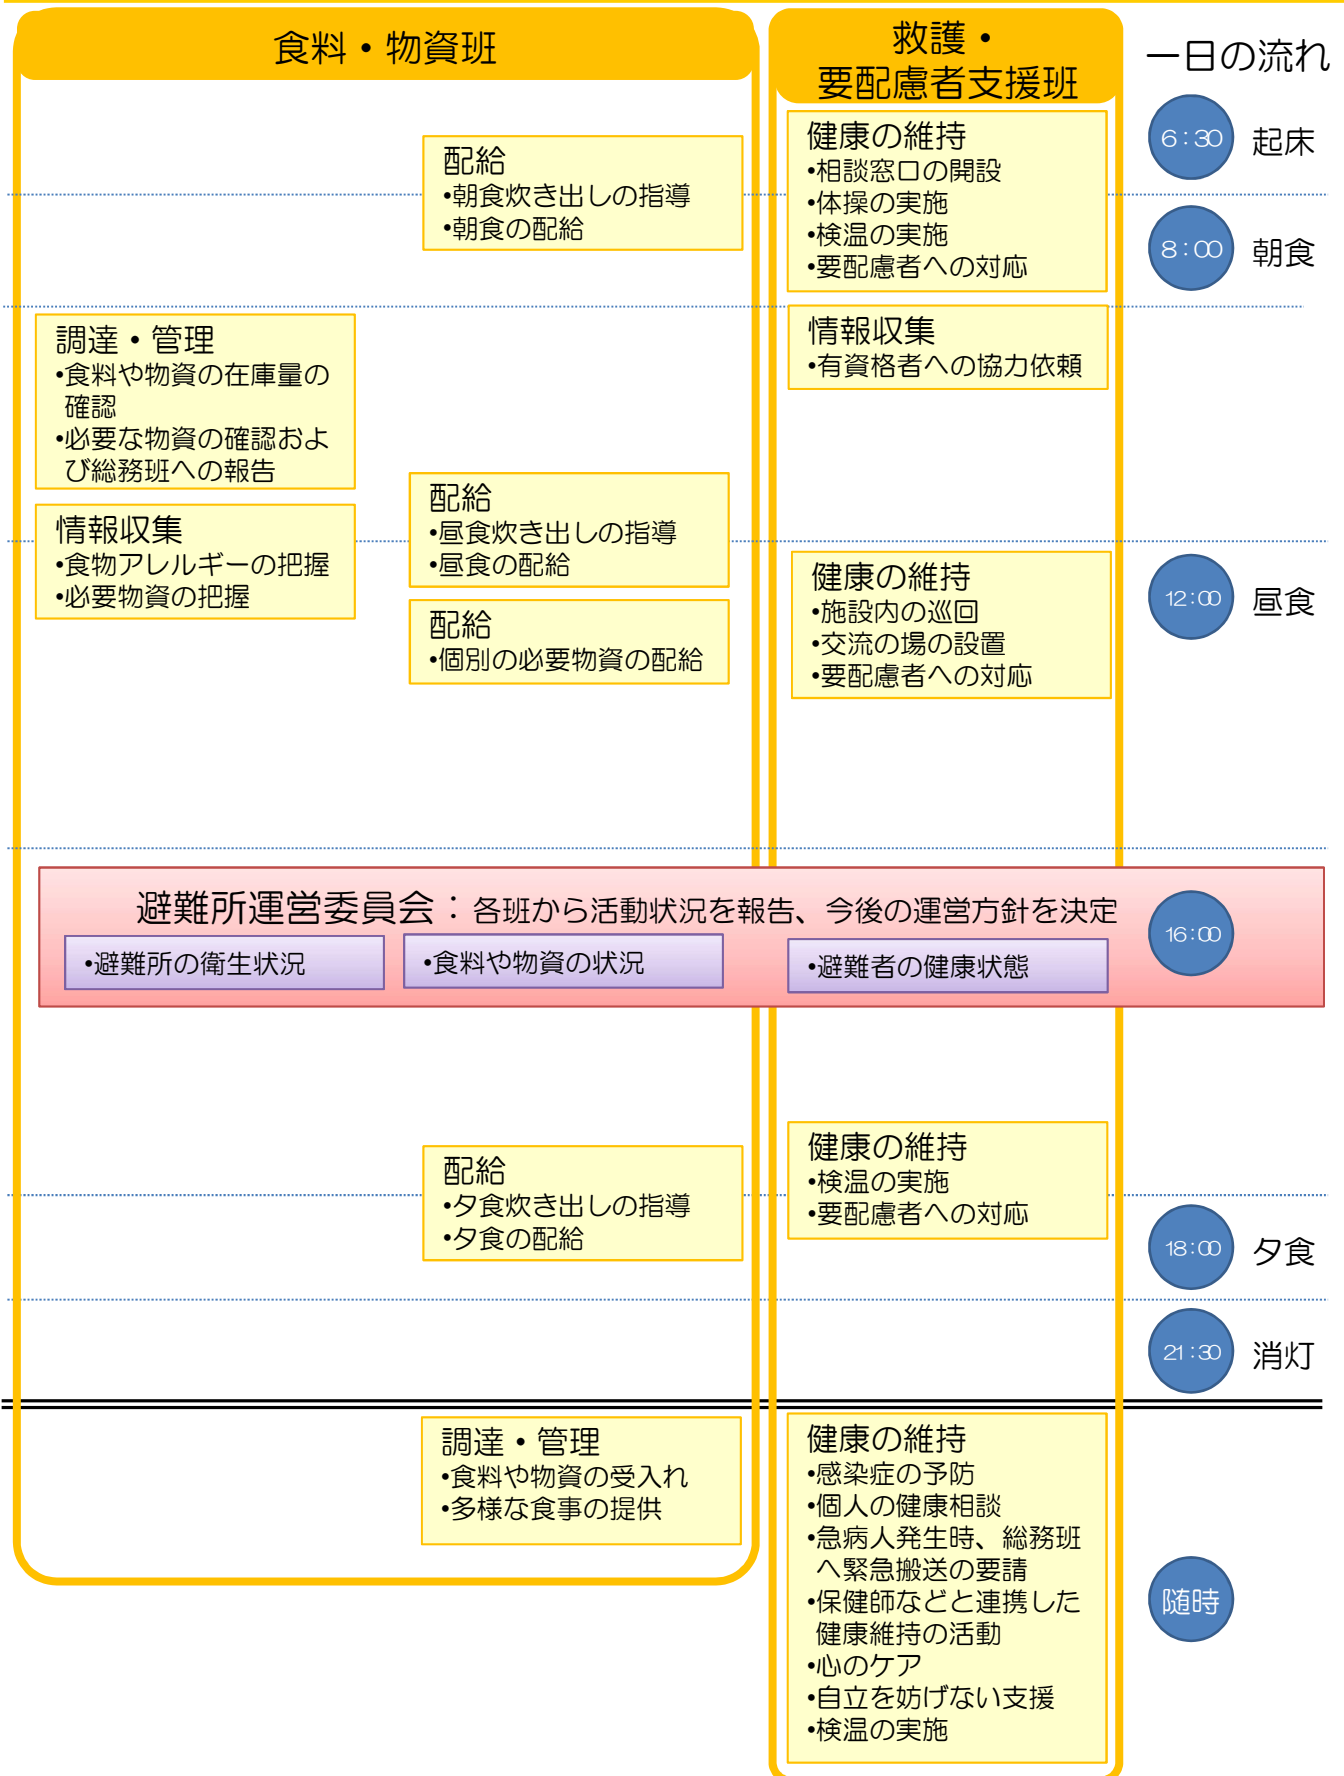 食料・物資班
救護・
要配慮者支援班
一日の流れ
6:30 起床
配給
•朝食炊き出しの指導
•朝食の配給
健康の維持
•相談窓口の開設
•体操の実施
•検温の実施
•要配慮者への対応
8:00 朝食
調達・管理
•食料や物資の在庫量の
確認
•必要な物資の確認およ
び総務班への報告
情報収集
•有資格者への協力依頼
情報収集
•食物アレルギーの把握
•必要物資の把握
配給
•昼食炊き出しの指導
•昼食の配給
配給
•個別の必要物資の配給
健康の維持
•施設内の巡回
•交流の場の設置
•要配慮者への対応
12:00 昼食
避難所運営委員会：各班から活動状況を報告、今後の運営方針を決定
16:00
•避難所の衛生状況
•食料や物資の状況
•避難者の健康状態
配給
•夕食炊き出しの指導
•夕食の配給
健康の維持
•検温の実施
•要配慮者への対応
18:00 夕食
21:30 消灯
調達・管理
•食料や物資の受入れ
•多様な食事の提供
健康の維持
•感染症の予防
•個人の健康相談
•急病人発生時、総務班
へ緊急搬送の要請
•保健師などと連携した
健康維持の活動
•心のケア
•自立を妨げない支援
•検温の実施
随時